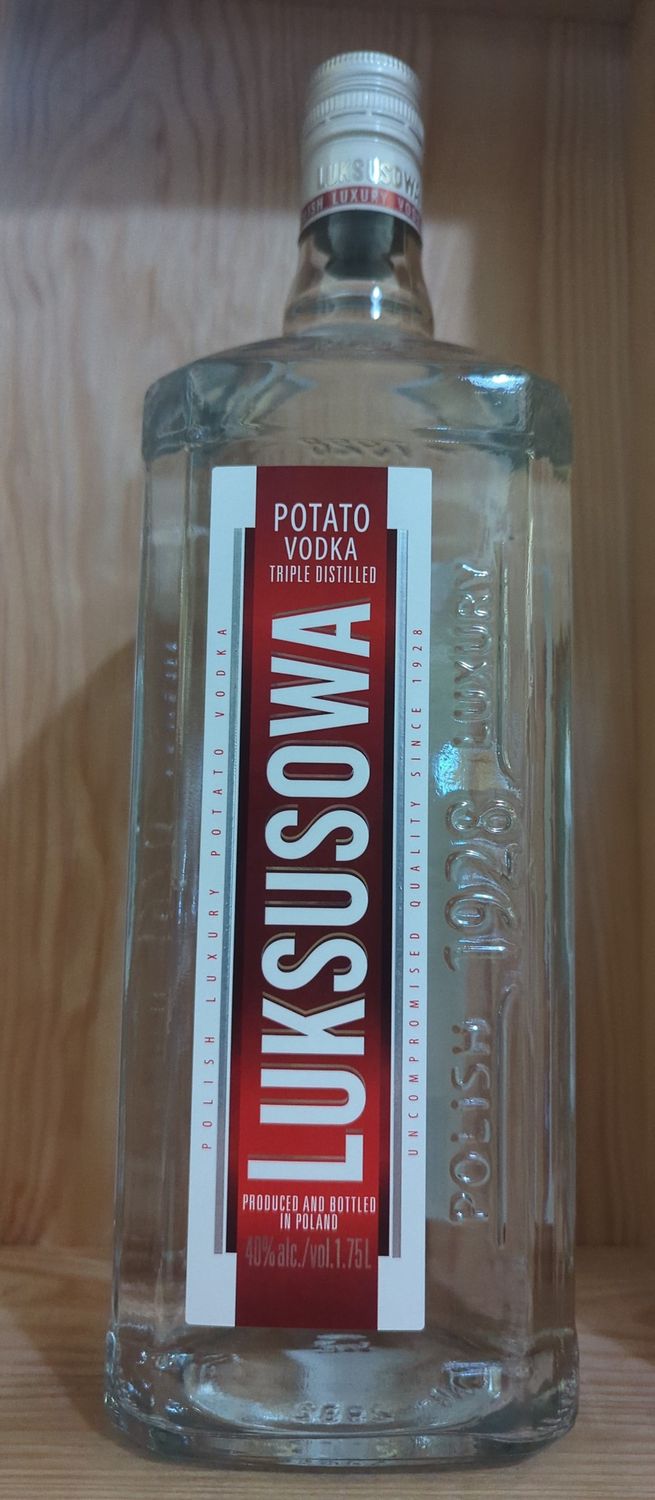 LUKSUSOWA
POLISH LUXURY VODKA
POTATO
VODKA
TRIPLE DISTILLED
LUKSUSOWA
POLISH LUXURY POTATO VODKA
UNCOMPROMISED QUALITY SINCE 1928
POLISH 1928 LUXURY
PRODUCED AND BOTTLED
IN POLAND
40% alc./vol.1.75L